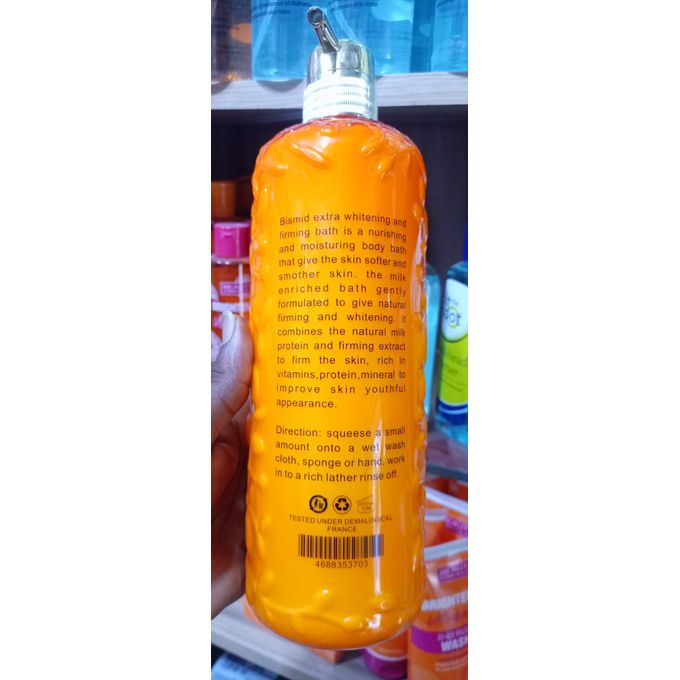 Bismid extra whitening and
firming bath is a nurishing
and moisturing body bath
that give the skin softer and
smother skin. the milk
enriched bath gently
formulated to give natural
firming and whitening. it
combines the natural milk
protein and firming extract
to firm the skin, rich in
vitamins,protein,mineral to
improve skin youthful
appearance.
Direction: squeese a small
amount onto a wet wash
cloth, sponge or hand, work
in to a rich lather rinse off.
12M
TESTED UNDER DEMALOGICAL
FRANCE
4688353703
WASH